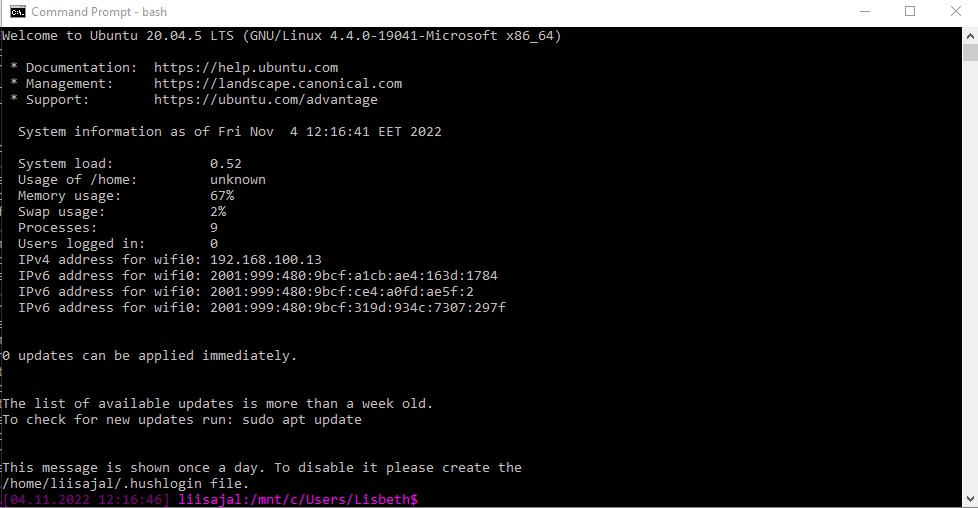 Command Prompt - bash
Welcome to Ubuntu 20.04.5 LTS (GNU/Linux 4.4.0-19041-Microsoft x86_64)
* Documentation:  https://help.ubuntu.com
* Management:     https://landscape.canonical.com
* Support:        https://ubuntu.com/advantage
System information as of Fri Nov  4 12:16:41 EET 2022
System load:            0.52
Usage of /home:         unknown
Memory usage:           67%
Swap usage:             2%
Processes:              9
Users logged in:        0
IPv4 address for wifi0: 192.168.100.13
IPv6 address for wifi0: 2001:999:480:9bcf:a1cb:ae4:163d:1784
IPv6 address for wifi0: 2001:999:480:9bcf:ce4:a0fd:ae5f:2
IPv6 address for wifi0: 2001:999:480:9bcf:319d:934c:7307:297f
0 updates can be applied immediately.
The list of available updates is more than a week old.
To check for new updates run: sudo apt update
This message is shown once a day. To disable it please create the
/home/liisajal/.hushlogin file.
[04.11.2022 12:16:46] liisajal:/mnt/c/Users/Lisbeth$